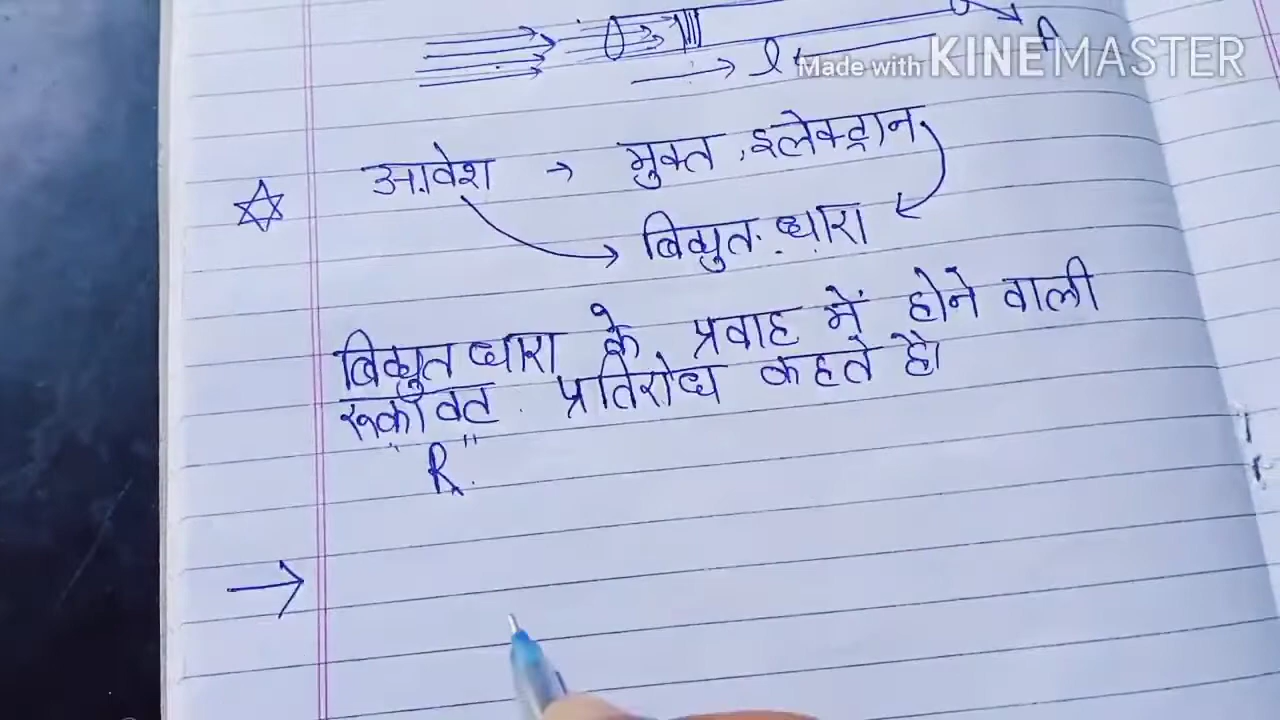 l
A
Made with KINEMASTER
आवेश → मुक्त इलेक्ट्रान
बिद्युत धारा
बिद्युत धारा के प्रवाह में होने वाली
रूकावट प्रतिरोध कहते है।
"R"
→